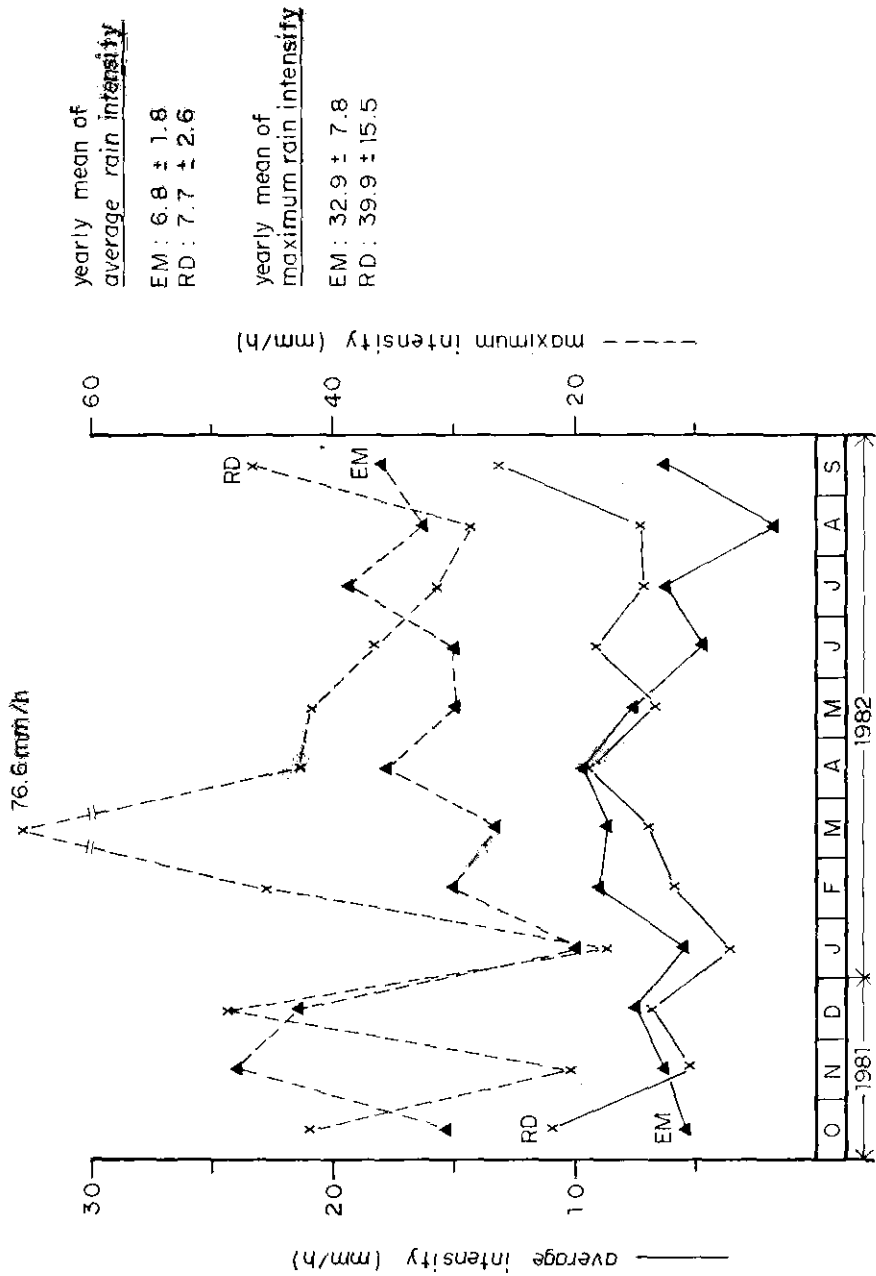 yearly mean of
average rain intensity
EM: 6.8 ± 1.8
RD: 7.7 ± 2.6
yearly mean of
maximum rain intensity
EM: 32.9 ± 7.8
RD: 39.9 ±15.5
average intensity (mm/h)
30
20
10
maximum intensity (mm/h)
60
40
20
76.6 mm/h
RD
EM
RD
EM
O N D J F M A M J J A S
1981 1982